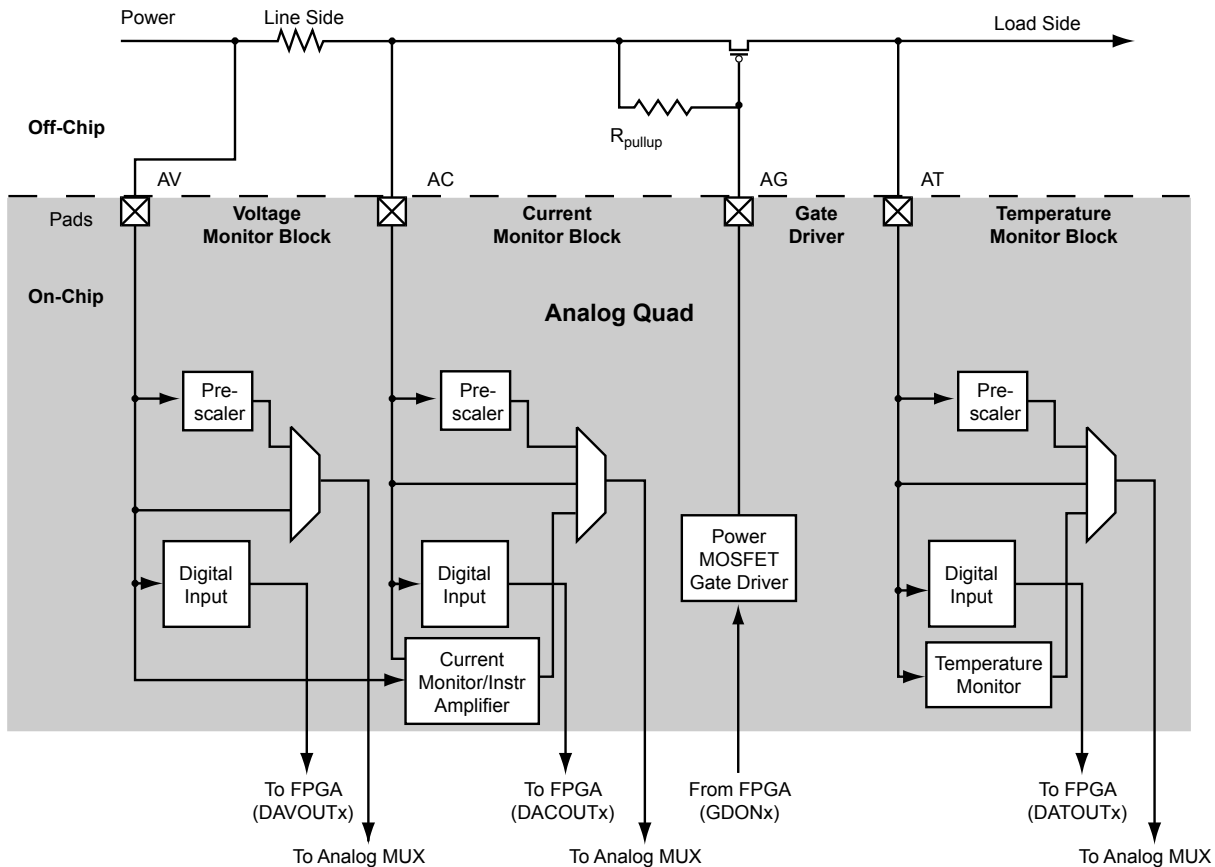 Power
Line Side
Load Side
Off-Chip
Rpullup
AV
AC
AG
AT
Pads
Voltage
Monitor Block
Current
Monitor Block
Gate
Driver
Temperature
Monitor Block
On-Chip
Analog Quad
Pre-
scaler
Pre-
scaler
Pre-
scaler
Power
MOSFET
Gate Driver
Digital
Input
Digital
Input
Digital
Input
Current
Monitor/Instr
Amplifier
Temperature
Monitor
To FPGA
(DAVOUTx)
To FPGA
(DACOUTx)
From FPGA
(GDONx)
To FPGA
(DATOUTx)
To Analog MUX
To Analog MUX
To Analog MUX